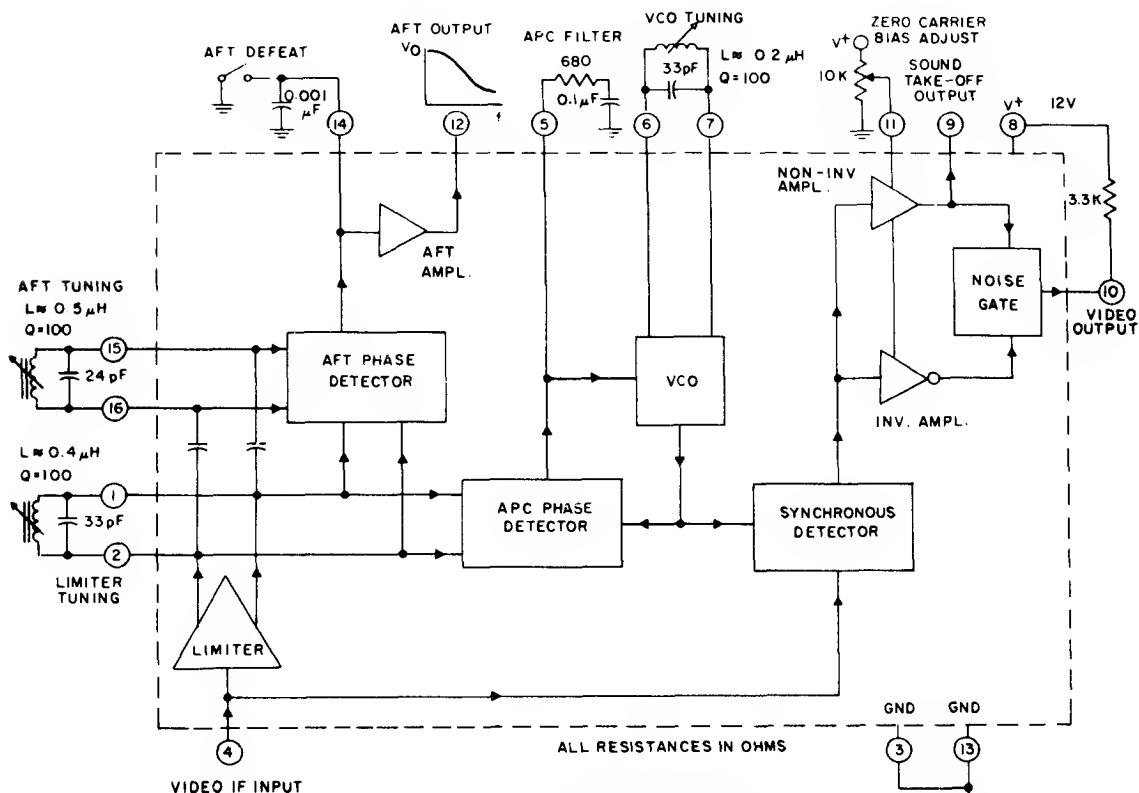 VCO TUNING
ZERO CARRIER
BIAS ADJUST
AFT OUTPUT
APC FILTER
AFT DEFEAT
VO
f
680
0.1µF
33pF
L≈ 0.2µH
Q=100
V+
10K
SOUND
TAKE-OFF
OUTPUT
V+
12V
0.001
µF
14
12
5
6
7
11
9
8
NON-INV
AMPL.
3.3K
AFT
AMPL.
AFT TUNING
L≈ 0.5µH
Q=100
NOISE
GATE
10
VIDEO
OUTPUT
15
24pF
16
AFT PHASE
DETECTOR
VCO
INV. AMPL.
L≈0.4µH
Q=100
1
33pF
2
LIMITER
TUNING
APC PHASE
DETECTOR
SYNCHRONOUS
DETECTOR
LIMITER
GND
GND
4
3
13
ALL RESISTANCES IN OHMS
VIDEO IF INPUT